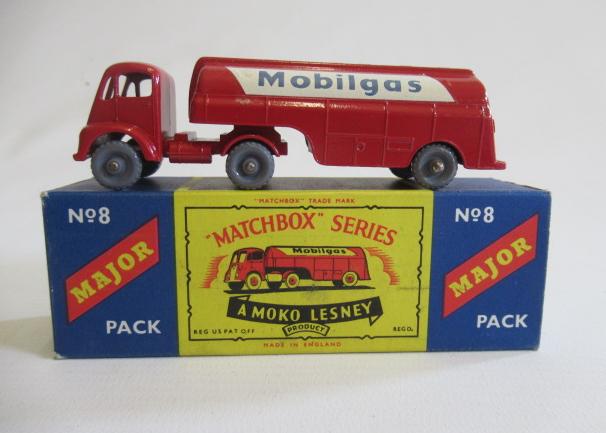 Mobilgas
Nº8
MAJOR
PACK
"MATCHBOX" TRADE MARK
"MATCHBOX" SERIES
Mobilgas
A MOKO LESNEY
PRODUCT
REG US PAT OFF
REGD.
MADE IN ENGLAND
Nº8
MAJOR
PACK